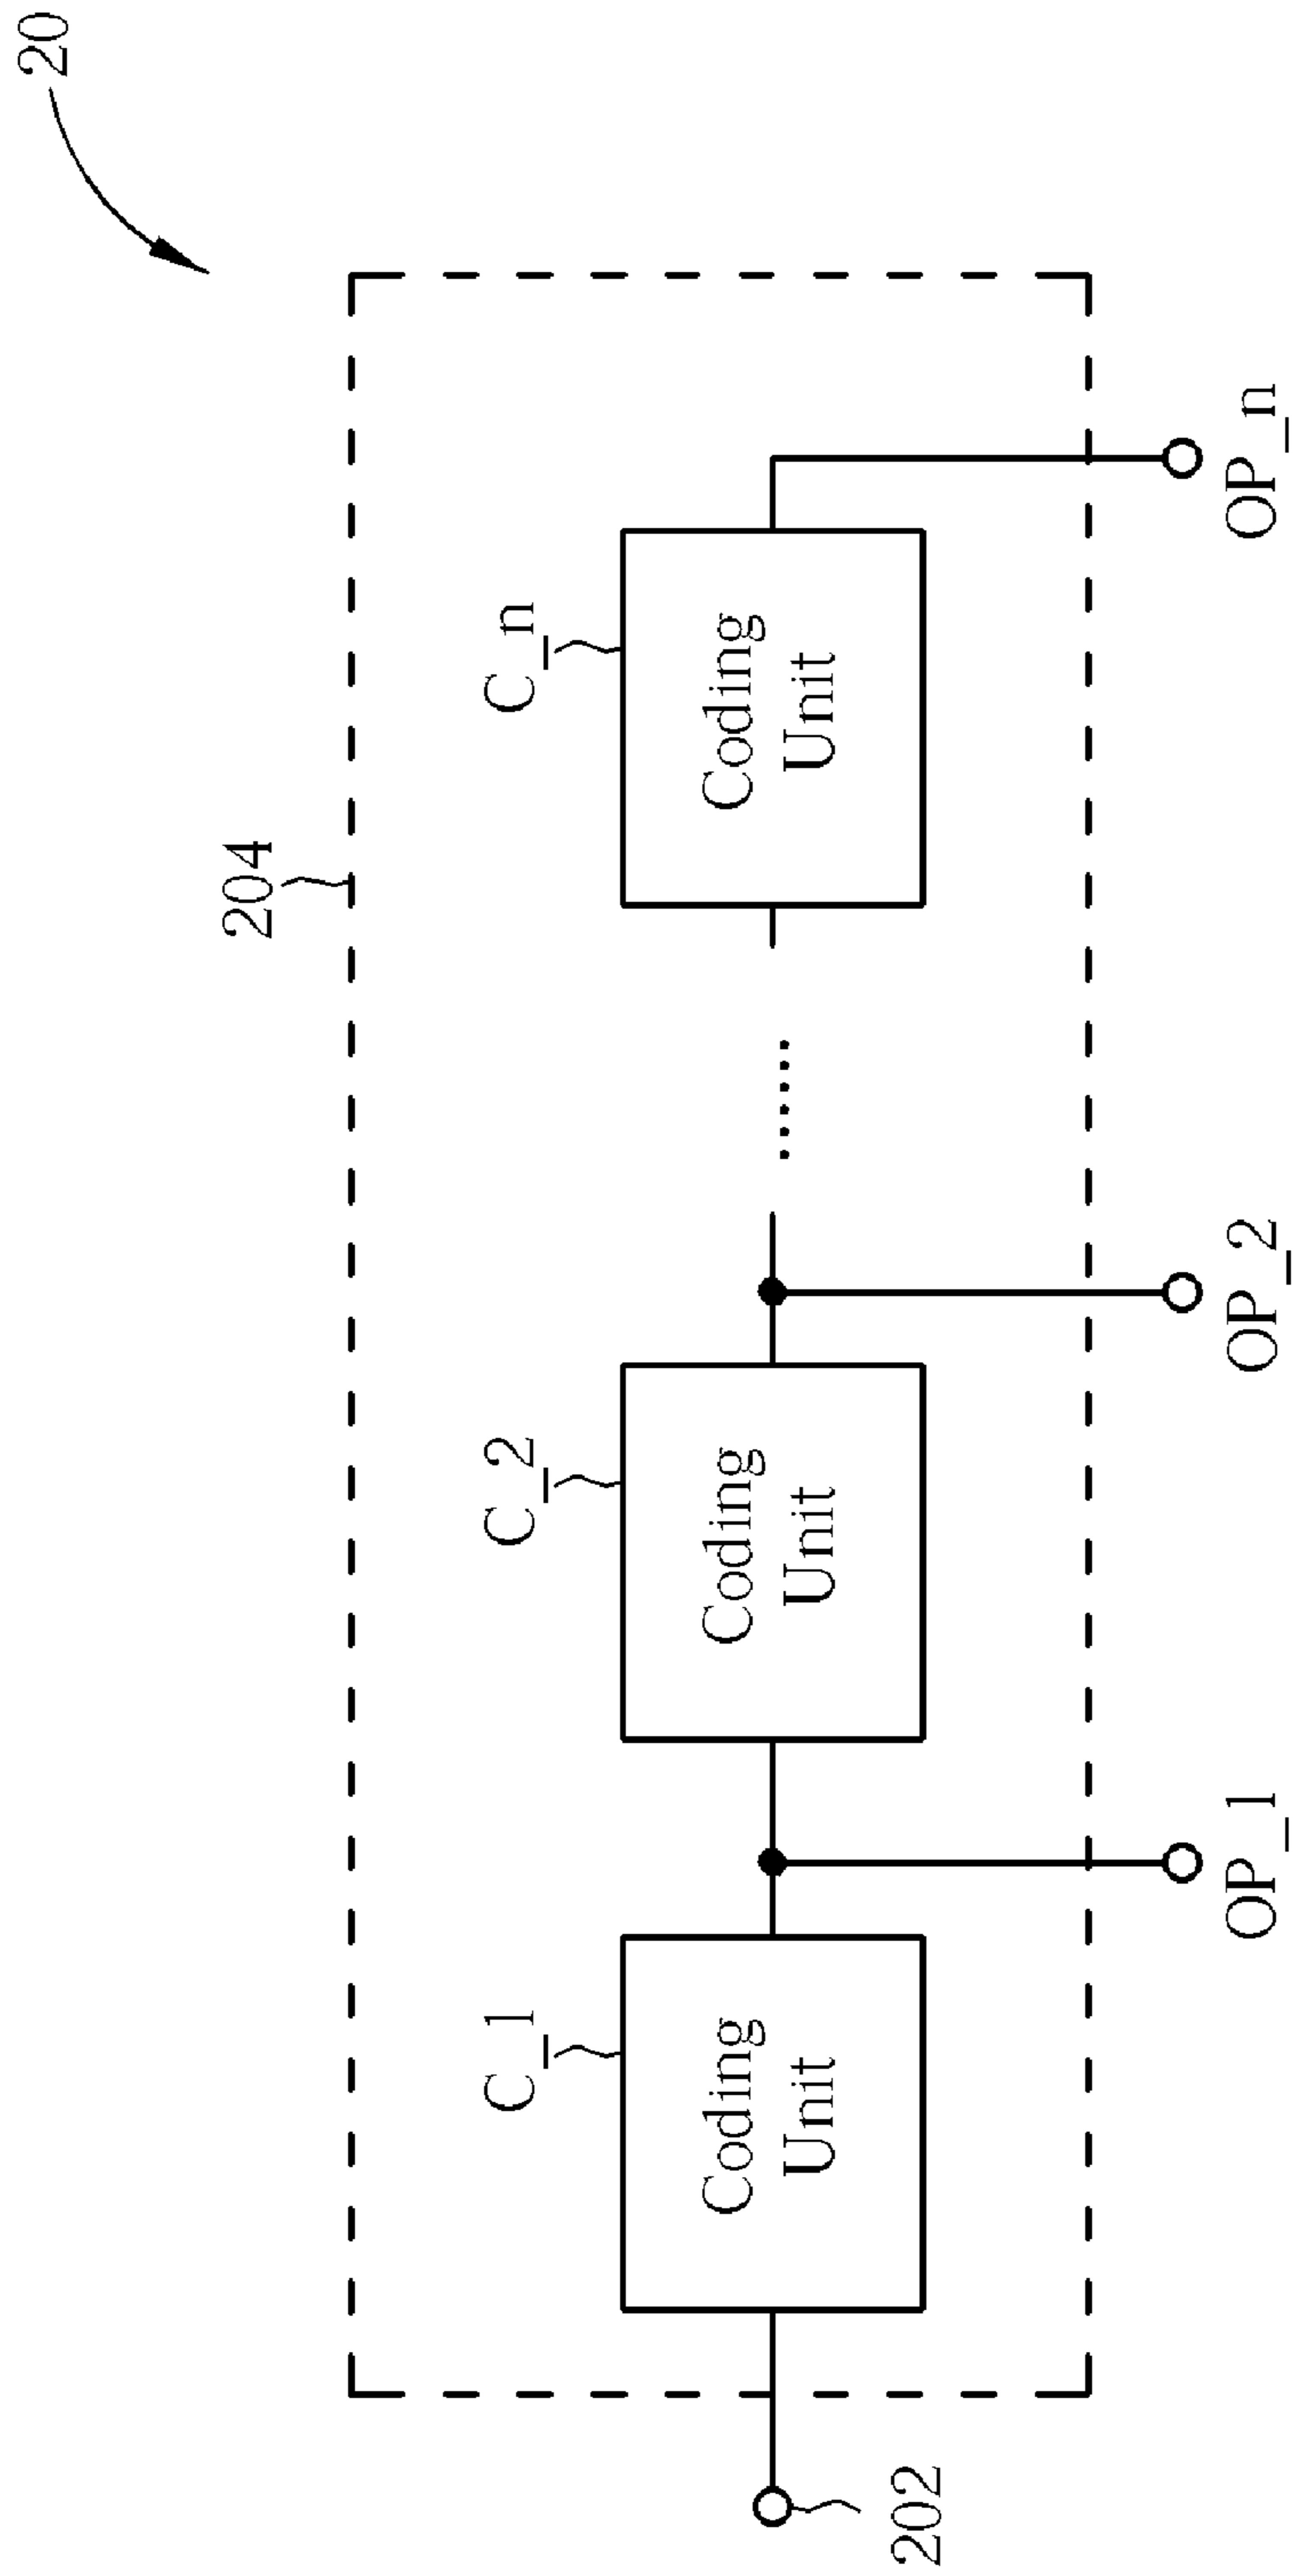 20
204
C_1
C_2
C_n
Coding
Unit
Coding
Unit
......
Coding
Unit
202
OP_1
OP_2
OP_n